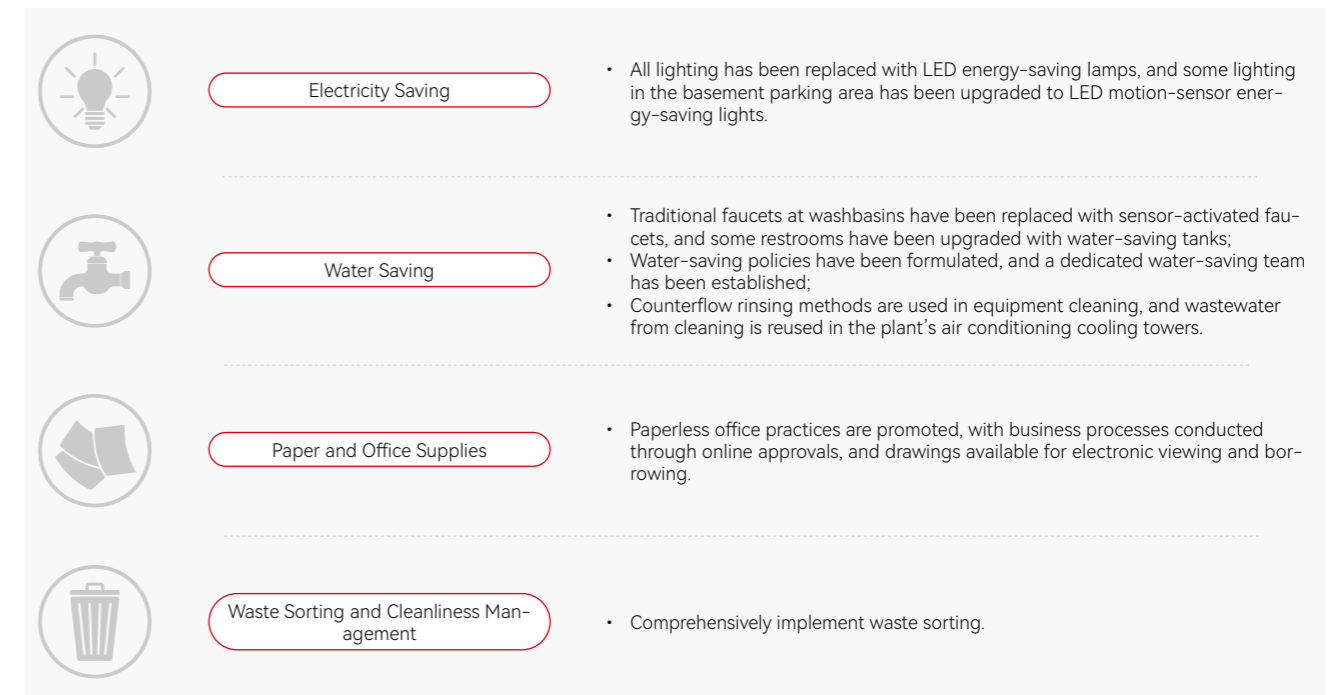 Electricity Saving
• All lighting has been replaced with LED energy-saving lamps, and some lighting
in the basement parking area has been upgraded to LED motion-sensor ener-
gy-saving lights.
Water Saving
• Traditional faucets at washbasins have been replaced with sensor-activated fau-
cets, and some restrooms have been upgraded with water-saving tanks;
• Water-saving policies have been formulated, and a dedicated water-saving team
has been established;
• Counterflow rinsing methods are used in equipment cleaning, and wastewater
from cleaning is reused in the plant’s air conditioning cooling towers.
Paper and Office Supplies
• Paperless office practices are promoted, with business processes conducted
through online approvals, and drawings available for electronic viewing and bor-
rowing.
Waste Sorting and Cleanliness Man-
agement
• Comprehensively implement waste sorting.